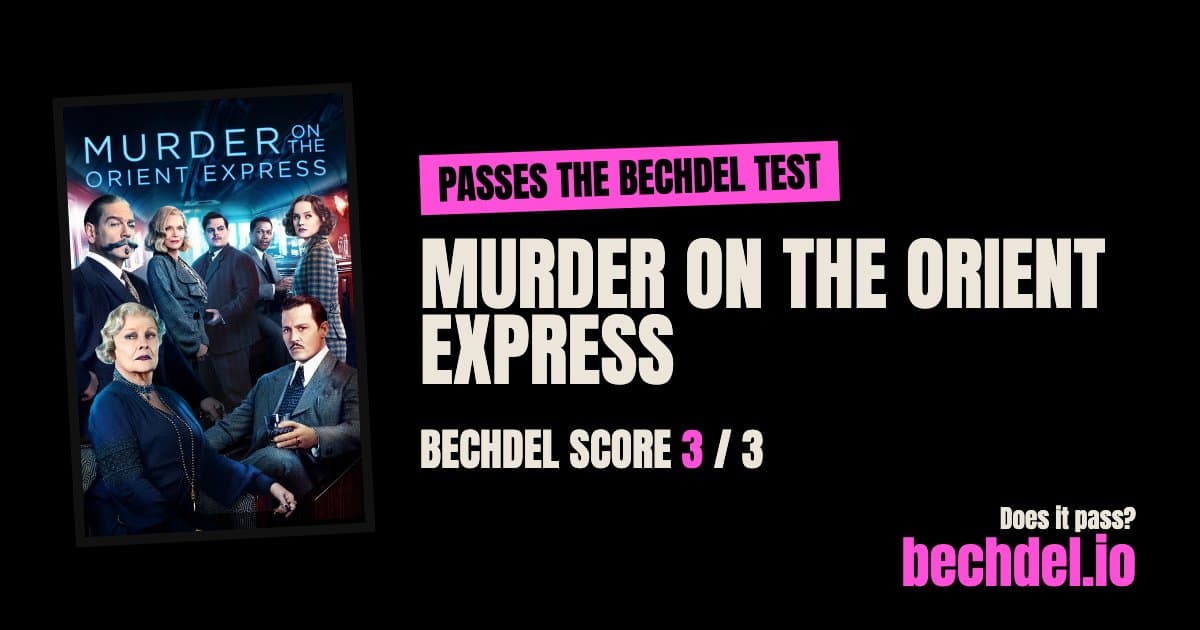 MURDER ON THE
ORIENT EXPRESS
PASSES THE BECHDEL TEST
MURDER ON THE ORIENT
EXPRESS
BECHDEL SCORE 3 / 3
Does it pass?
bechdel.io